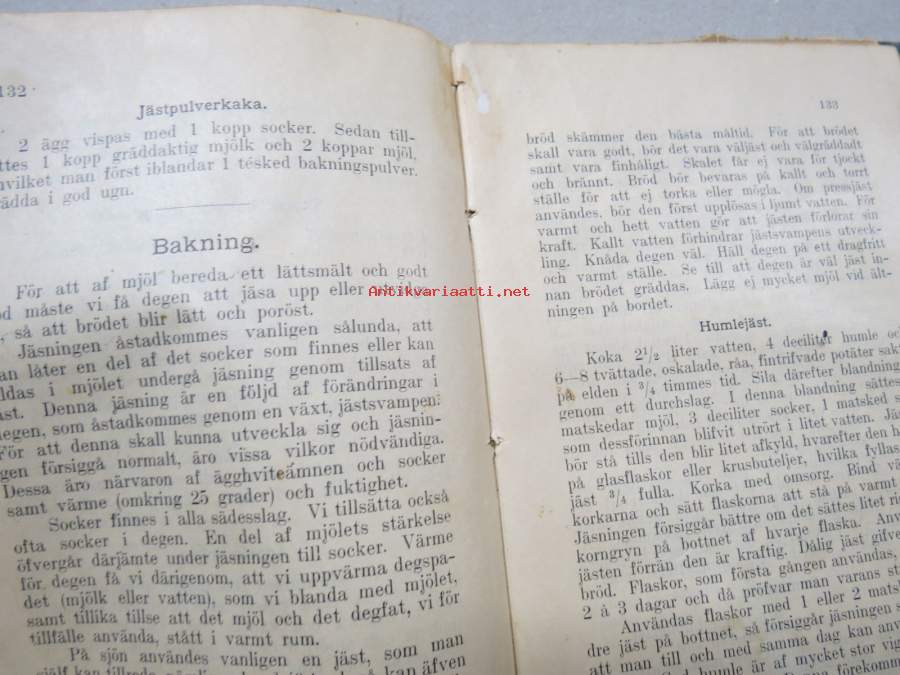 132
Jästpulverkaka.
2 ägg vispas med 1 kopp socker. Sedan till-
1 kopp gräddaktig mjölk och 2 koppar mjöl,
man först iblandar 1 tésked bakningspulver.
i god ugn.
Bakning.
För att af mjöl bereda ett lättsmält och godt
måste vi få degen att jäsa upp eller
så att brödet blir lätt och poröst.
Jäsningen åstadkommes vanligen sålunda, att
låter en del af det socker som finnes eller kan
i mjölet undergå jäsning genom tillsats af
Denna jäsning är en följd af förändringar i
degen, som åstadkommes genom en växt, jästsvampen.
För att denna skall kunna utveckla sig och jäsnin-
gen försiggå normalt, äro vissa vilkor nödvändiga.
Dessa äro närvaron af ägghviteämnen och socker
samt värme (omkring 25 grader) och fuktighet.
Socker finnes i alla sädesslag. Vi tillsätta också
ofta socker i degen. En del af mjölets stärkelse
öfvergår därjämte under jäsningen till socker. Värme
för degen få vi därigenom, att vi uppvärma degspa-
det (mjölk eller vatten), som vi blanda med mjölet,
samt tillika tillse att det mjöl och det degfat, vi för
tillfälle använda, stått i varmt rum.
På sjön användes vanligen en jäst, som man
kan äfven
Antikvariaatti.net
133
bröd skämmer den bästa måltid. För att brödet
skall vara godt, bör det vara väljäst och välgräddadt
samt vara finhåligt. Skalet får ej vara för tjockt
och brännt. Bröd bör bevaras på kallt och torrt
ställe för att ej torka eller mögla. Om pressjäst
användes, bör den först upplösas i ljumt vatten. För
varmt och hett vatten gör att jästen förlorar sin
kraft. Kallt vatten förhindrar jästsvampens utveck-
ling. Knåda degen väl. Häll degen på ett dragfritt
och varmt ställe. Se till att degen är väl jäst in-
nan brödet gräddas. Lägg ej mycket mjöl vid ält-
ningen på bordet.
Humlejäst.
Koka 2½ liter vatten, 4 deciliter humle och
6—8 tvättade, oskalade, råa, fintrifvade potäter
på elden i ¾ timmes tid. Sila därefter blandning
genom ett durchslag. I denna blandning sättes
matskedar mjöl, 3 deciliter socker, 1 matsked
som dessförinnan blifvit utrört i litet vatten.
bör stå tills den blir litet afkyld, hvarefter den
på glasflaskor eller krusbuteljer, hvilka fyllas
jäst ¾ fulla. Korka med omsorg. Bind
korkarna och sätt flaskorna att stå på varmt
Jäsningen försiggår bättre om det sättes litet
korngryn på bottnet af hvarje flaska.
jästen förrän den är kraftig. Dålig jäst
bröd. Flaskor, som första gången användas,
2 å 3 dagar och då pröfvar man varans
Användas flaskor med 1 eller 2
dre jäst på bottnet, så försiggår jäsningen
att man till och med samma dag kan
humle är af mycket stor
förekommer